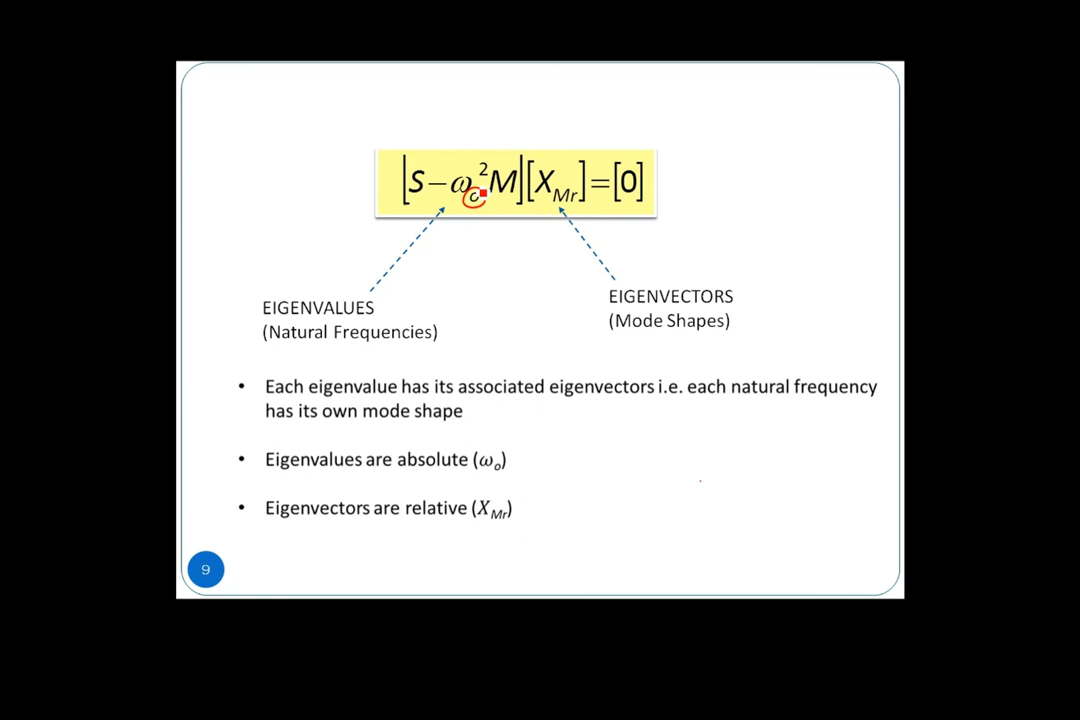 [S−ω₀²M][X_Mr]=[0]
EIGENVALUES
(Natural Frequencies)
EIGENVECTORS
(Mode Shapes)
• Each eigenvalue has its associated eigenvectors i.e. each natural frequency
has its own mode shape
• Eigenvalues are absolute (ωₒ)
• Eigenvectors are relative (X_Mr)
9